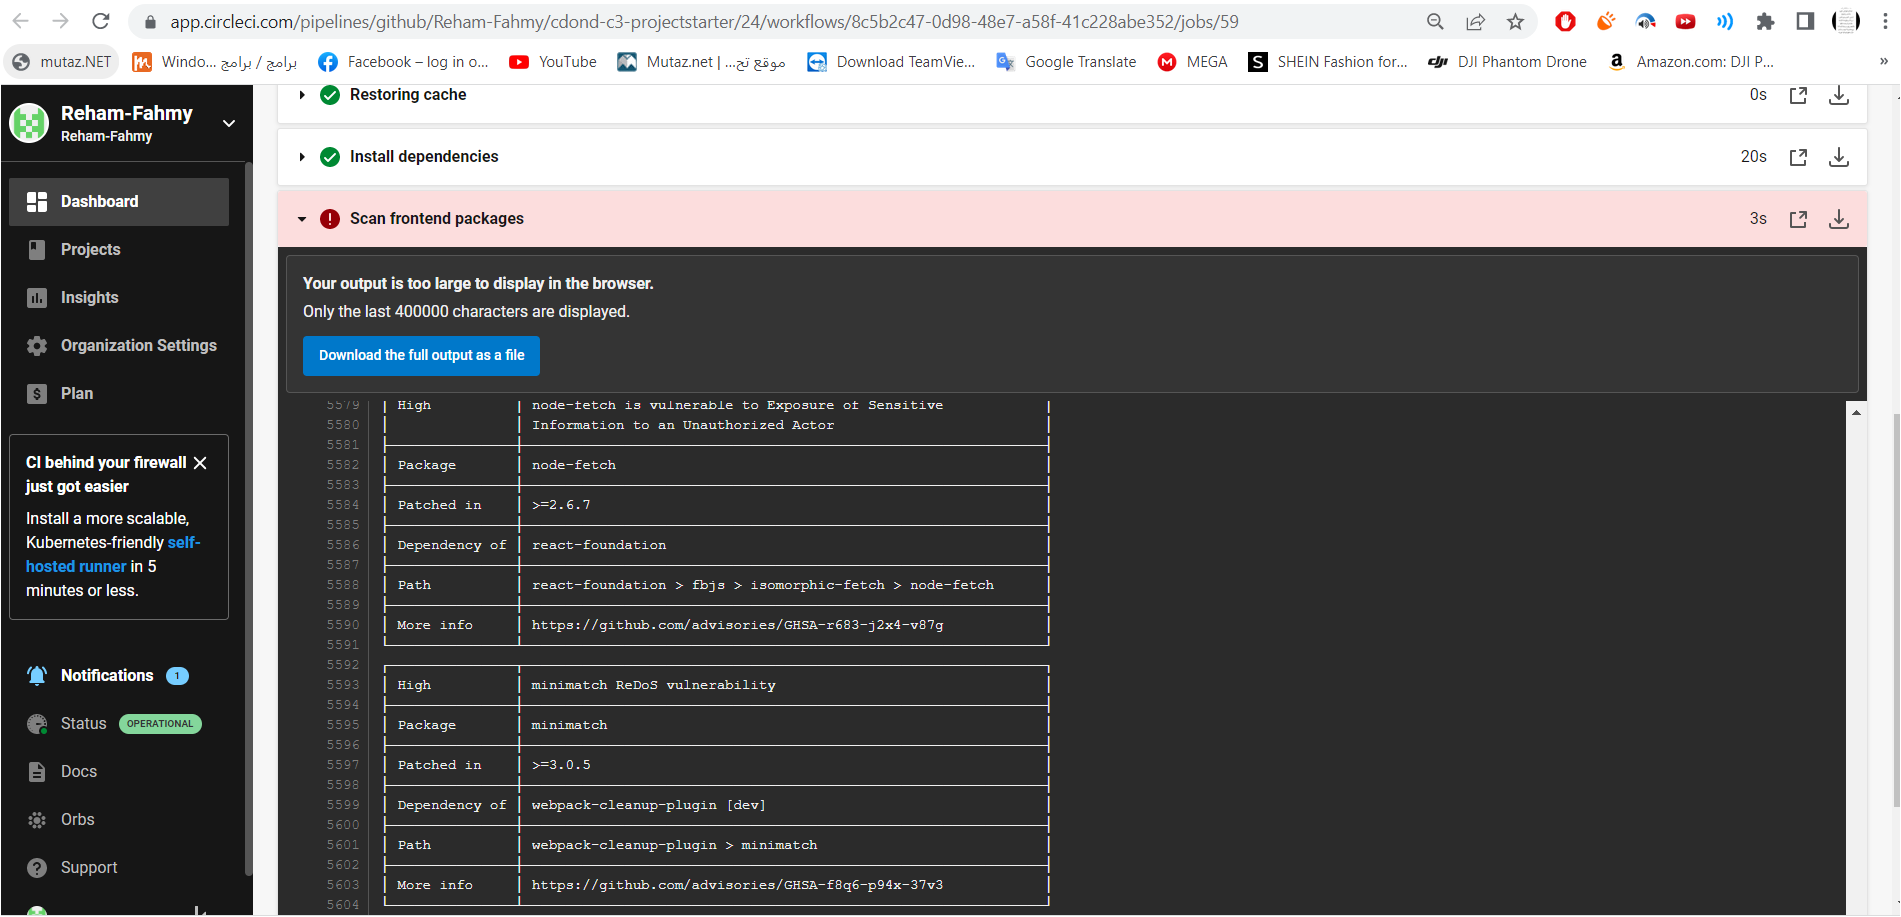 app.circleci.com/pipelines/github/Reham-Fahmy/cdond-c3-projectstarter/24/workflows/8c5b2c47-0d98-48e7-a58f-41c228abe352/jobs/59
mutaz.NET
Windo... برامج / برامج
Facebook – log in o...
YouTube
Mutaz.net | موقع تح...
Download TeamVie...
Google Translate
MEGA
SHEIN Fashion for...
DJI Phantom Drone
Amazon.com: DJI P...
»
Reham-Fahmy
Reham-Fahmy
Dashboard
Projects
Insights
Organization Settings
Plan
CI behind your firewall
just got easier
Install a more scalable,
Kubernetes-friendly self-
hosted runner in 5
minutes or less.
Notifications 1
Status OPERATIONAL
Docs
Orbs
Support
Restoring cache 0s
Install dependencies 20s
Scan frontend packages 3s
Your output is too large to display in the browser.
Only the last 400000 characters are displayed.
Download the full output as a file
5579 │ High │ node-fetch is vulnerable to Exposure of Sensitive │
5580 │ │ Information to an Unauthorized Actor │
5581
5582 │ Package │ node-fetch │
5583
5584 │ Patched in │ >=2.6.7 │
5585
5586 │ Dependency of │ react-foundation │
5587
5588 │ Path │ react-foundation > fbjs > isomorphic-fetch > node-fetch │
5589
5590 │ More info │ https://github.com/advisories/GHSA-r683-j2x4-v87g │
5591
5592
5593 │ High │ minimatch ReDoS vulnerability │
5594
5595 │ Package │ minimatch │
5596
5597 │ Patched in │ >=3.0.5 │
5598
5599 │ Dependency of │ webpack-cleanup-plugin [dev] │
5600
5601 │ Path │ webpack-cleanup-plugin > minimatch │
5602
5603 │ More info │ https://github.com/advisories/GHSA-f8q6-p94x-37v3 │
5604